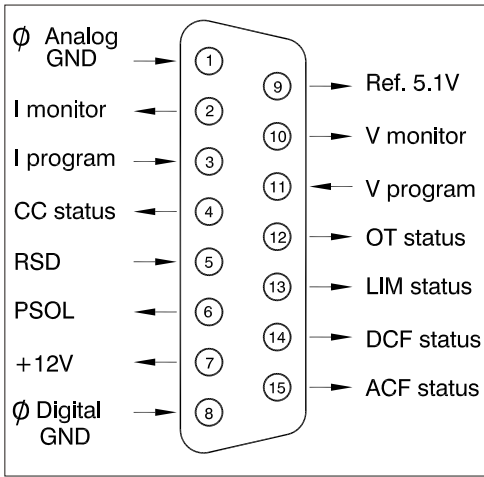 Ø Analog
GND
1
I monitor
2
I program
3
CC status
4
RSD
5
PSOL
6
+12V
7
Ø Digital
GND
8
9
Ref. 5.1V
10
V monitor
11
V program
12
OT status
13
LIM status
14
DCF status
15
ACF status